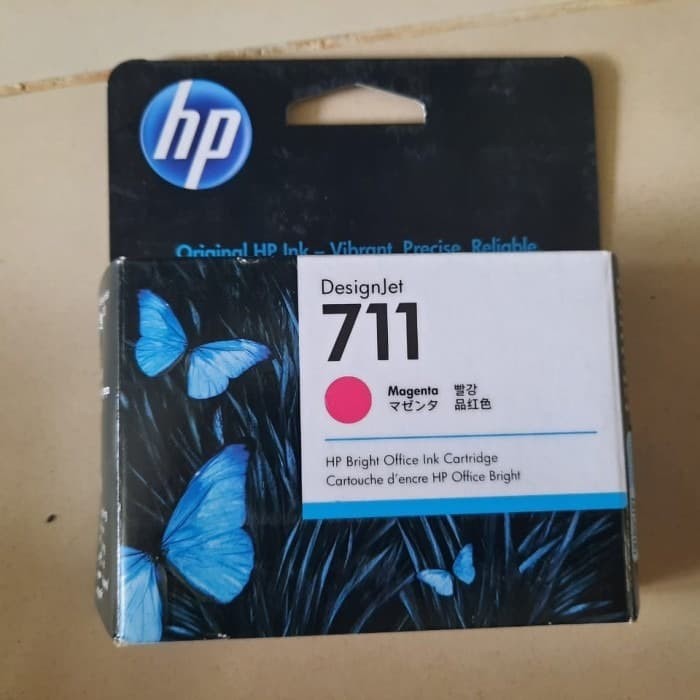 hp
Original HP Ink – Vibrant, Precise, Reliable
DesignJet
711
Magenta 빨강
マゼンタ 品红色
HP Bright Office Ink Cartridge
Cartouche d'encre HP Office Bright